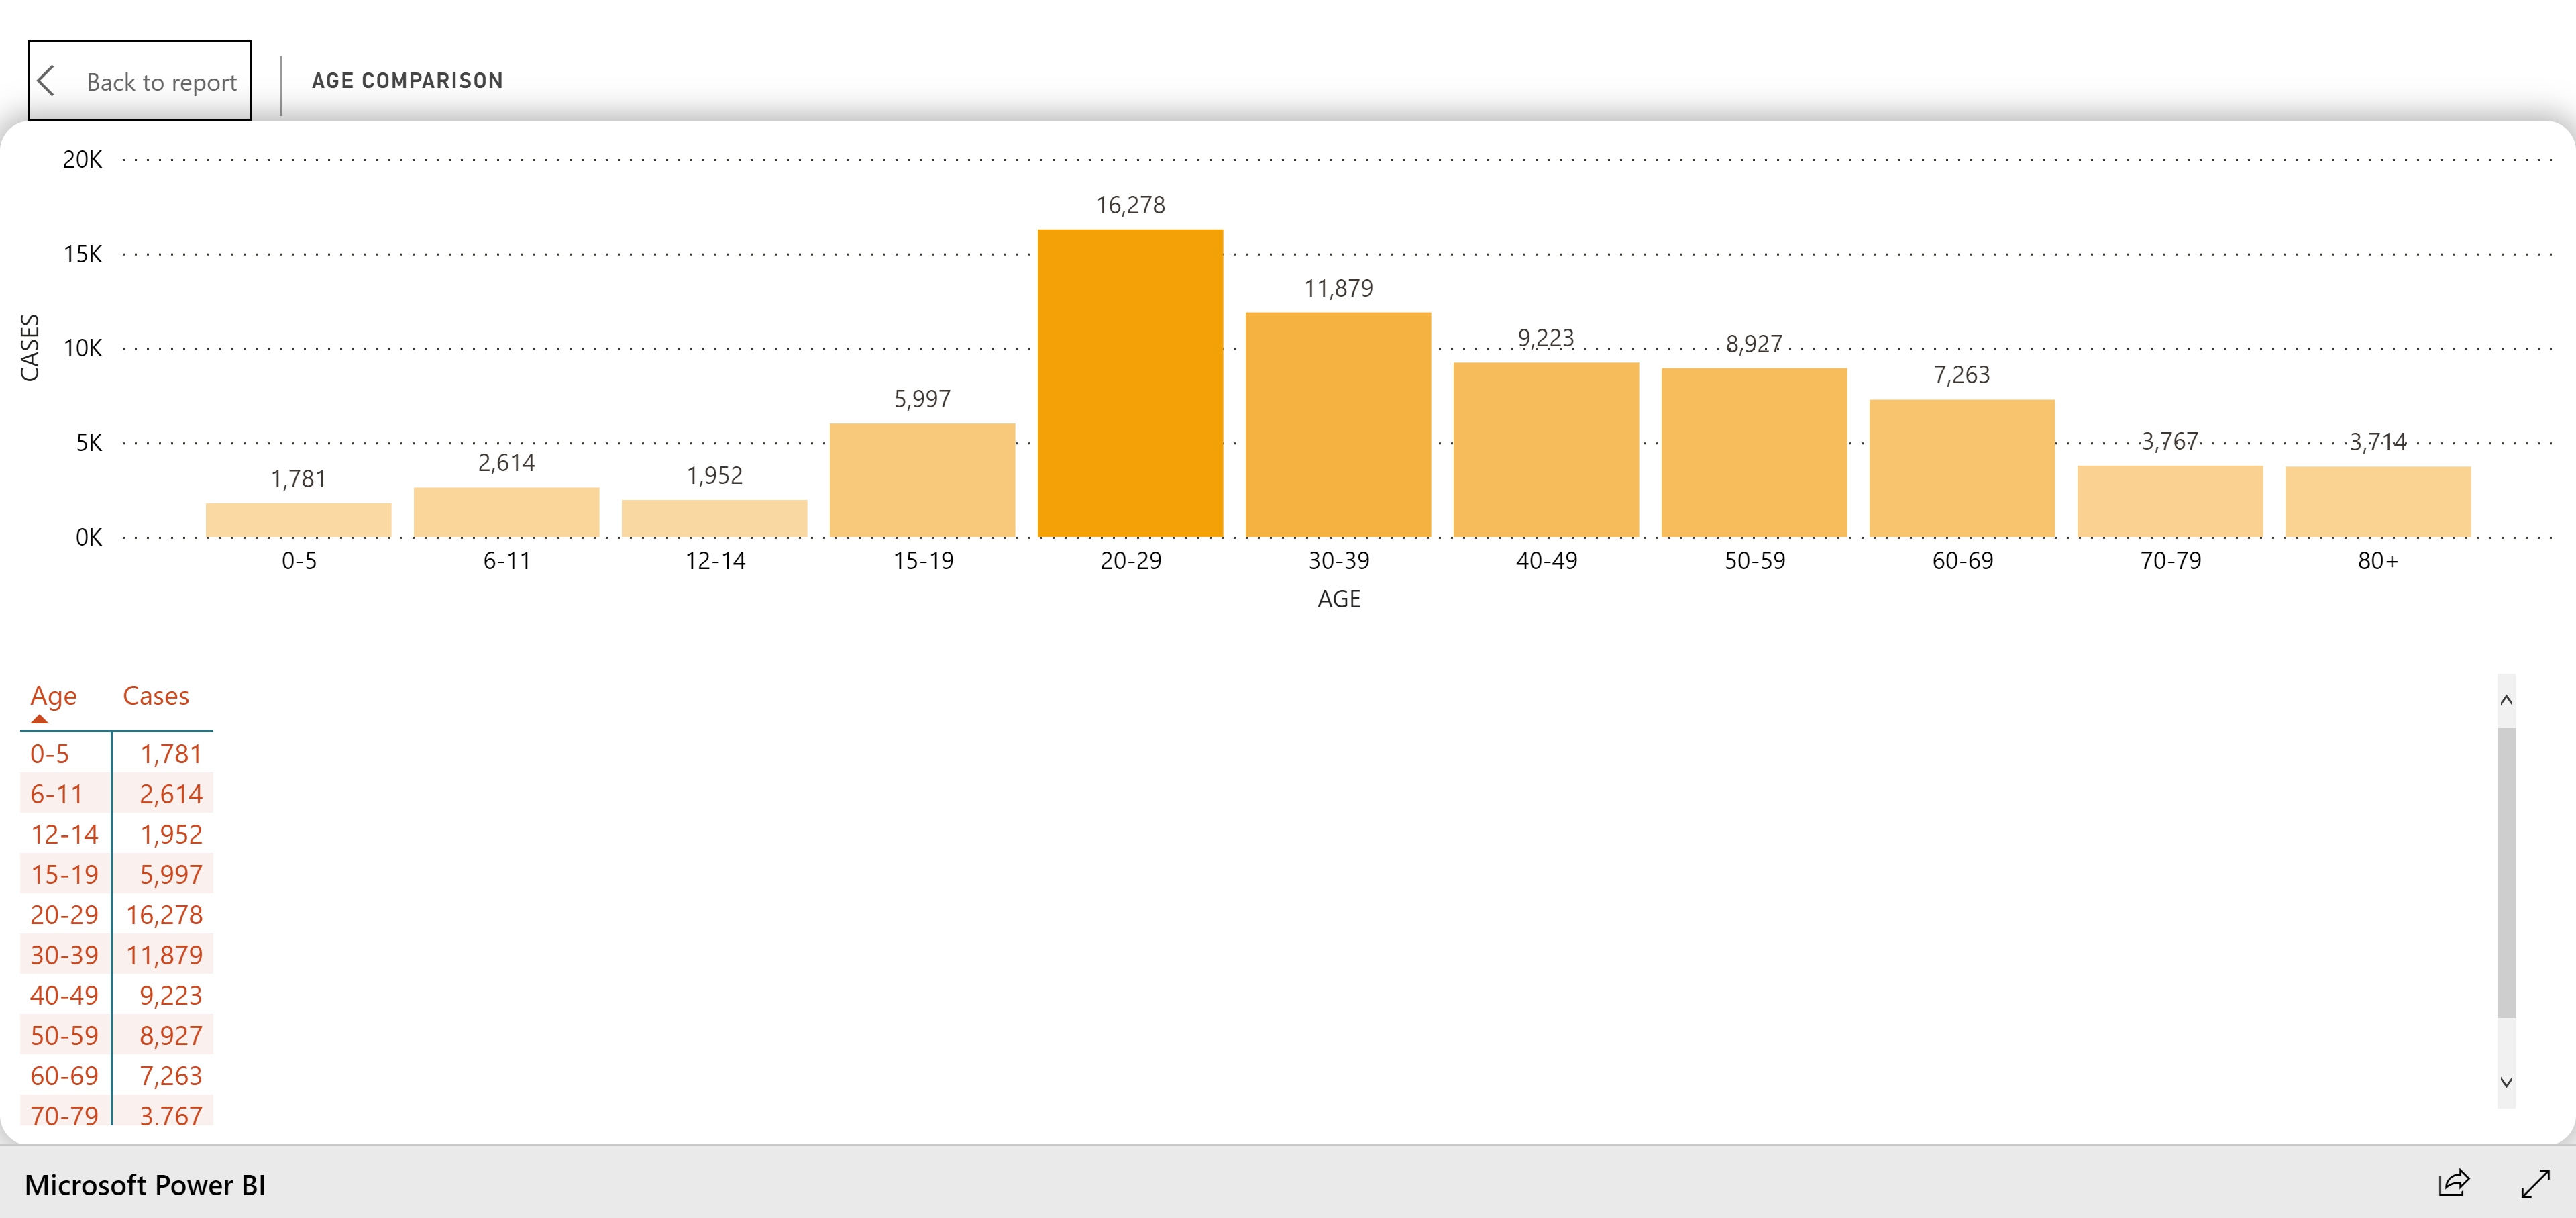 Back to report
AGE COMPARISON
20K
15K
10K
5K
0K
CASES
1,781
2,614
1,952
5,997
16,278
11,879
9,223
8,927
7,263
3,767
3,714
0-5 6-11 12-14 15-19 20-29 30-39 40-49 50-59 60-69 70-79 80+
AGE
Age Cases
0-5 1,781
6-11 2,614
12-14 1,952
15-19 5,997
20-29 16,278
30-39 11,879
40-49 9,223
50-59 8,927
60-69 7,263
70-79 3,767
Microsoft Power BI